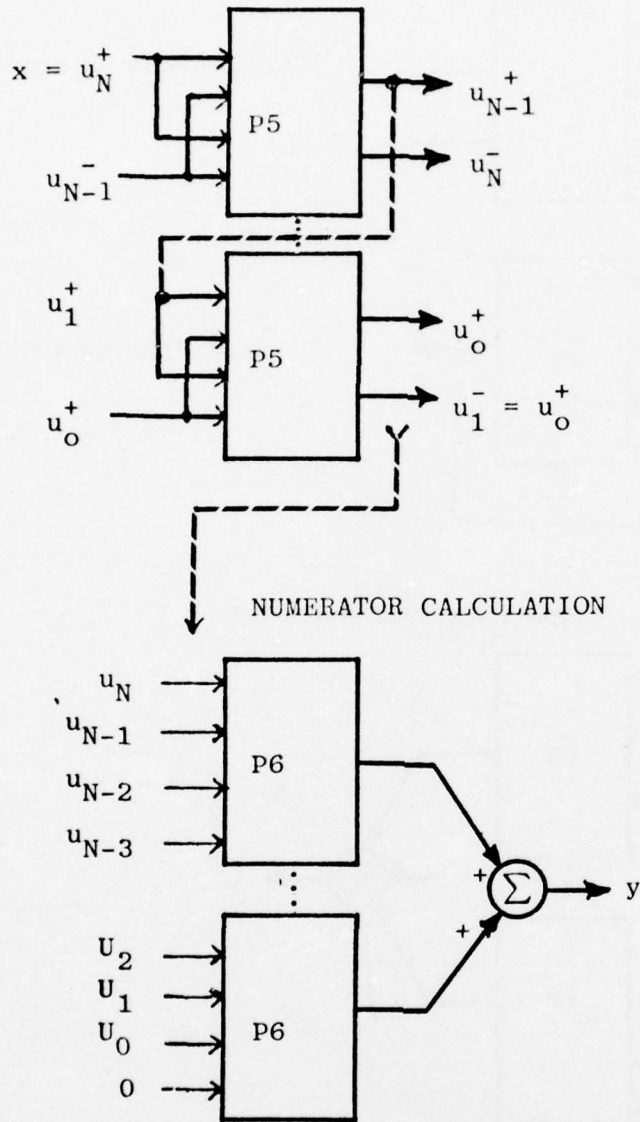 x = u_N^+
P5
u_{N-1}^+
u_{N-1}^-
u_N^-
u_1^+
P5
u_o^+
u_o^+
u_1^- = u_o^+
NUMERATOR CALCULATION
u_N
u_{N-1}
P6
u_{N-2}
u_{N-3}
+
Σ
y
+
U_2
U_1
P6
U_0
0